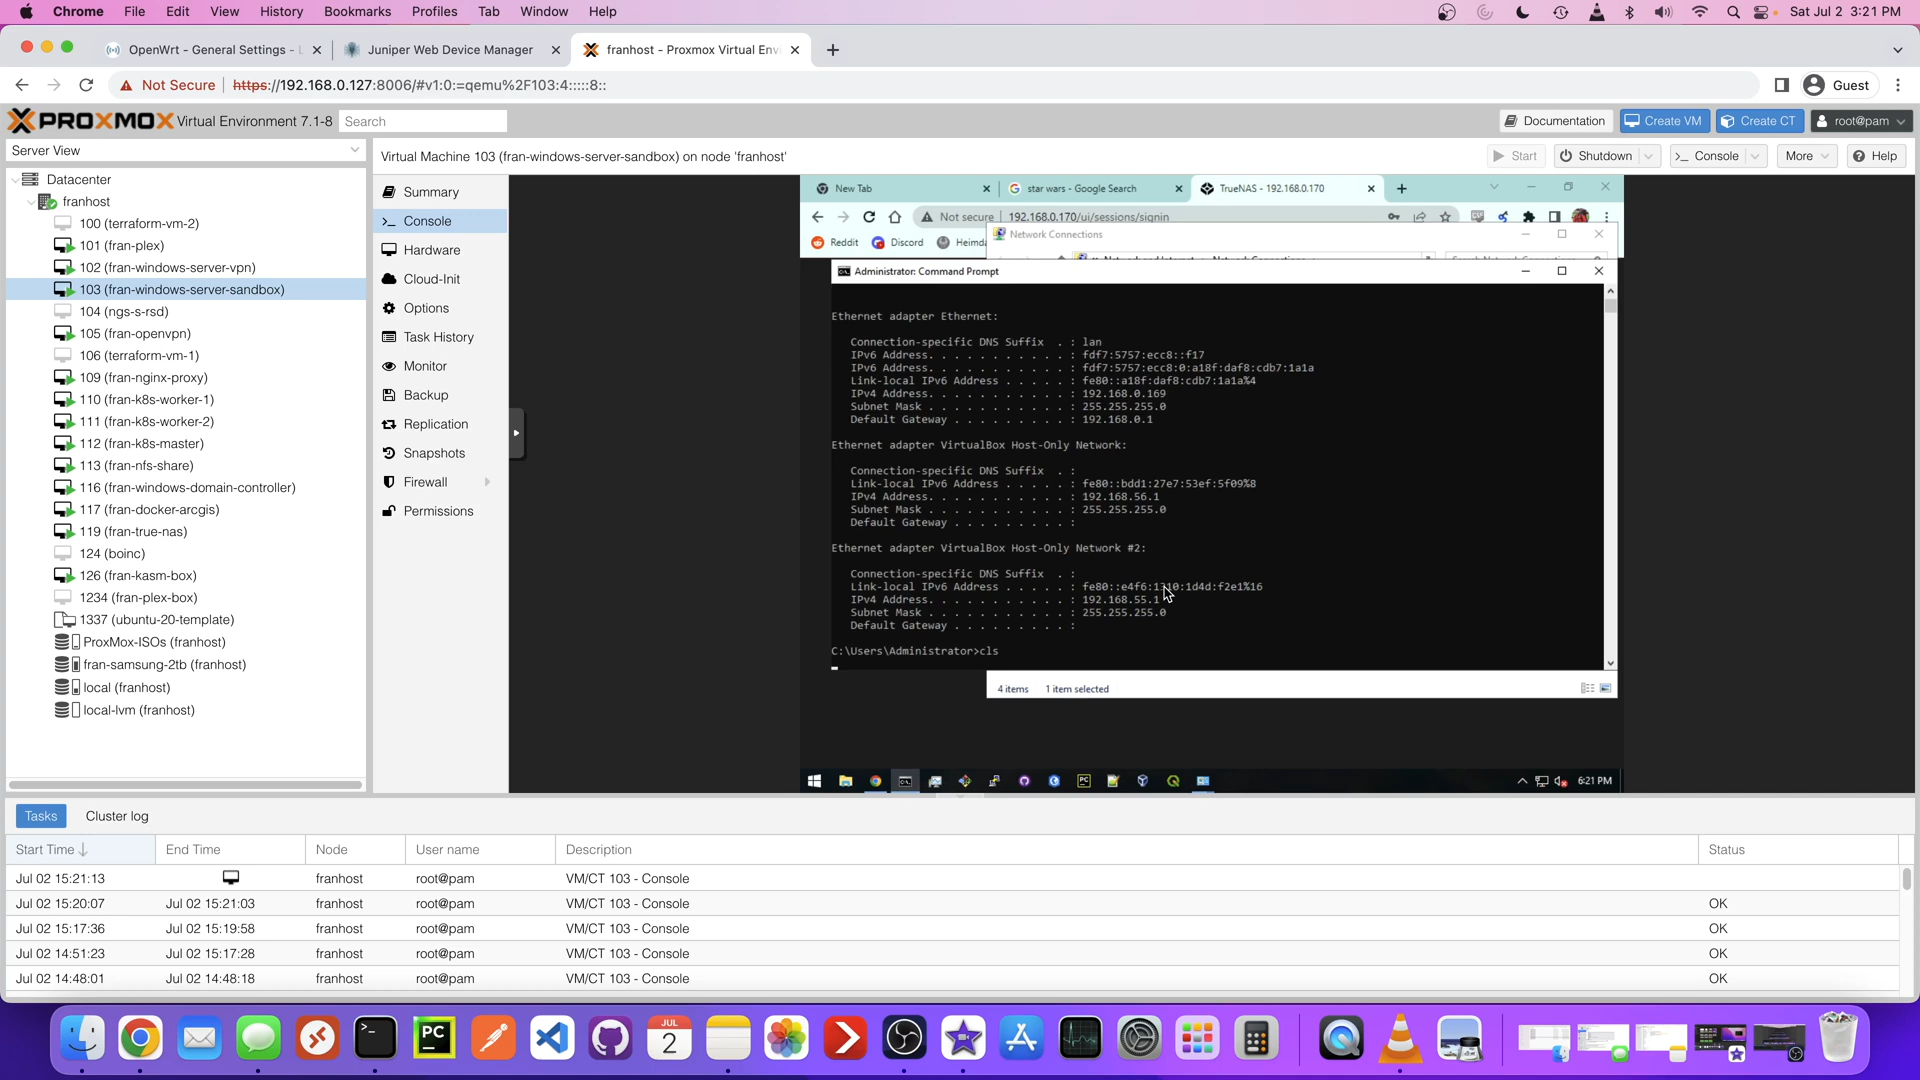 Chrome File Edit View History Bookmarks Profiles Tab Window Help Sat Jul 2 3:21 PM
OpenWrt - General Settings - Juniper Web Device Manager franhost - Proxmox Virtual Envi
Not Secure https://192.168.0.127:8006/#v1:0:=qemu%2F103:4:::::8:: Guest
PROXMOX Virtual Environment 7.1-8 Search Documentation Create VM Create CT root@pam
Server View
Virtual Machine 103 (fran-windows-server-sandbox) on node 'franhost' Start Shutdown Console More Help
Datacenter
franhost
100 (terraform-vm-2)
101 (fran-plex)
102 (fran-windows-server-vpn)
103 (fran-windows-server-sandbox)
104 (ngs-s-rsd)
105 (fran-openvpn)
106 (terraform-vm-1)
109 (fran-nginx-proxy)
110 (fran-k8s-worker-1)
111 (fran-k8s-worker-2)
112 (fran-k8s-master)
113 (fran-nfs-share)
116 (fran-windows-domain-controller)
117 (fran-docker-arcgis)
119 (fran-true-nas)
124 (boinc)
126 (fran-kasm-box)
1234 (fran-plex-box)
1337 (ubuntu-20-template)
ProxMox-ISOs (franhost)
fran-samsung-2tb (franhost)
local (franhost)
local-lvm (franhost)
Summary
Console
Hardware
Cloud-Init
Options
Task History
Monitor
Backup
Replication
Snapshots
Firewall
Permissions
New Tab star wars - Google Search TrueNAS - 192.168.0.170
Not secure 192.168.0.170/ui/sessions/signin
Reddit Discord Heimda
Network Connections
Administrator: Command Prompt
Ethernet adapter Ethernet:
Connection-specific DNS Suffix . : lan
IPv6 Address. . . . . . . . . . . : fdf7:5757:ecc8::f17
IPv6 Address. . . . . . . . . . . : fdf7:5757:ecc8:0:a18f:daf8:cdb7:1a1a
Link-local IPv6 Address . . . . . : fe80::a18f:daf8:cdb7:1a1a%4
IPv4 Address. . . . . . . . . . . : 192.168.0.169
Subnet Mask . . . . . . . . . . . : 255.255.255.0
Default Gateway . . . . . . . . . : 192.168.0.1
Ethernet adapter VirtualBox Host-Only Network:
Connection-specific DNS Suffix . :
Link-local IPv6 Address . . . . . : fe80::bdd1:27e7:53ef:5f09%8
IPv4 Address. . . . . . . . . . . : 192.168.56.1
Subnet Mask . . . . . . . . . . . : 255.255.255.0
Default Gateway . . . . . . . . . :
Ethernet adapter VirtualBox Host-Only Network #2:
Connection-specific DNS Suffix . :
Link-local IPv6 Address . . . . . : fe80::e4f6:1310:1d4d:f2e1%16
IPv4 Address. . . . . . . . . . . : 192.168.55.1
Subnet Mask . . . . . . . . . . . : 255.255.255.0
Default Gateway . . . . . . . . . :
C:\Users\Administrator>cls
4 items 1 item selected
6:21 PM
Tasks Cluster log
Start Time End Time Node User name Description Status
Jul 02 15:21:13 franhost root@pam VM/CT 103 - Console
Jul 02 15:20:07 Jul 02 15:21:03 franhost root@pam VM/CT 103 - Console OK
Jul 02 15:17:36 Jul 02 15:19:58 franhost root@pam VM/CT 103 - Console OK
Jul 02 14:51:23 Jul 02 15:17:28 franhost root@pam VM/CT 103 - Console OK
Jul 02 14:48:01 Jul 02 14:48:18 franhost root@pam VM/CT 103 - Console OK
PC
JUL
2